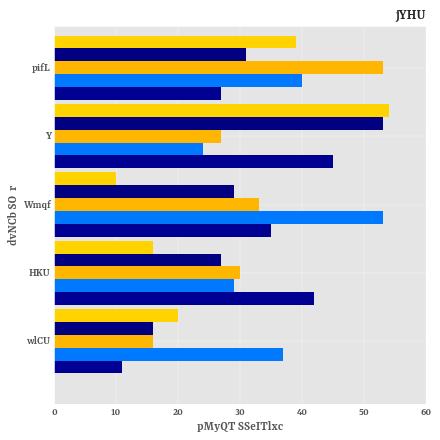 jYHU
pifL
Y
Wmqf
HKU
wlCU
dvNCb SO r
0 10 20 30 40 50 60
pMyQT SSeITlxc